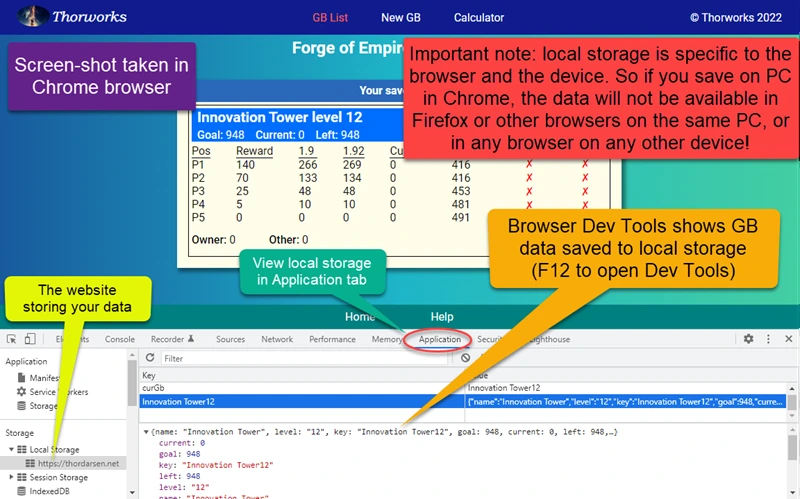 Thorworks
GB List
New GB
Calculator
© Thorworks 2022
Screen-shot taken in
Chrome browser
Forge of Empire
Important note: local storage is specific to the
browser and the device. So if you save on PC
in Chrome, the data will not be available in
Firefox or other browsers on the same PC, or
in any browser on any other device!
Your save
Innovation Tower level 12
Goal: 948 Current: 0 Left: 948
Pos Reward 1.9 1.92 Cu
P1 140 266 269 0 416 ✗ ✗
P2 70 133 134 0 416 ✗ ✗
P3 25 48 48 0 453 ✗ ✗
P4 5 10 10 0 481 ✗ ✗
P5 0 0 0 0 491
Owner: 0 Other: 0
Browser Dev Tools shows GB
data saved to local storage
(F12 to open Dev Tools)
View local storage
in Application tab
The website
storing your data
Home
Help
Console Recorder Sources Network Performance Memory Application Lighthouse
Application
Storage
Filter
Key
curGb Innovation Tower12
Innovation Tower12 {"name":"Innovation Tower","level":"12","key":"Innovation Tower12","goal":948,"curre...
Storage
Local Storage
https://thordarsen.net
Session Storage
IndexedDB
{name: "Innovation Tower", level: "12", key: "Innovation Tower12", goal: 948, current: 0, left: 948,…}
current: 0
goal: 948
key: "Innovation Tower12"
left: 948
level: "12"
name: "Innovation Tower"